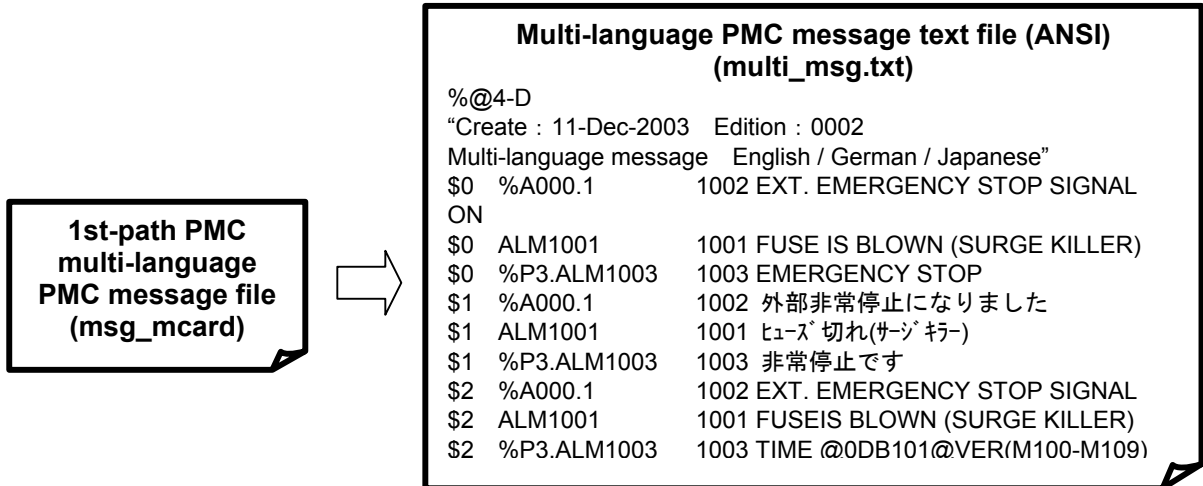 1st-path PMC
multi-language
PMC message file
(msg_mcard)
Multi-language PMC message text file (ANSI)
(multi_msg.txt)
%@4-D
“Create：11-Dec-2003 Edition：0002
Multi-language message English / German / Japanese”
$0 %A000.1 1002 EXT. EMERGENCY STOP SIGNAL
ON
$0 ALM1001 1001 FUSE IS BLOWN (SURGE KILLER)
$0 %P3.ALM1003 1003 EMERGENCY STOP
$1 %A000.1 1002 外部非常停止になりました
$1 ALM1001 1001 ﾋｭｰｽﾞ切れ(ｻｰｼﾞｷﾗｰ)
$1 %P3.ALM1003 1003 非常停止です
$2 %A000.1 1002 EXT. EMERGENCY STOP SIGNAL
$2 ALM1001 1001 FUSEIS BLOWN (SURGE KILLER)
$2 %P3.ALM1003 1003 TIME @0DB101@VER(M100-M109)